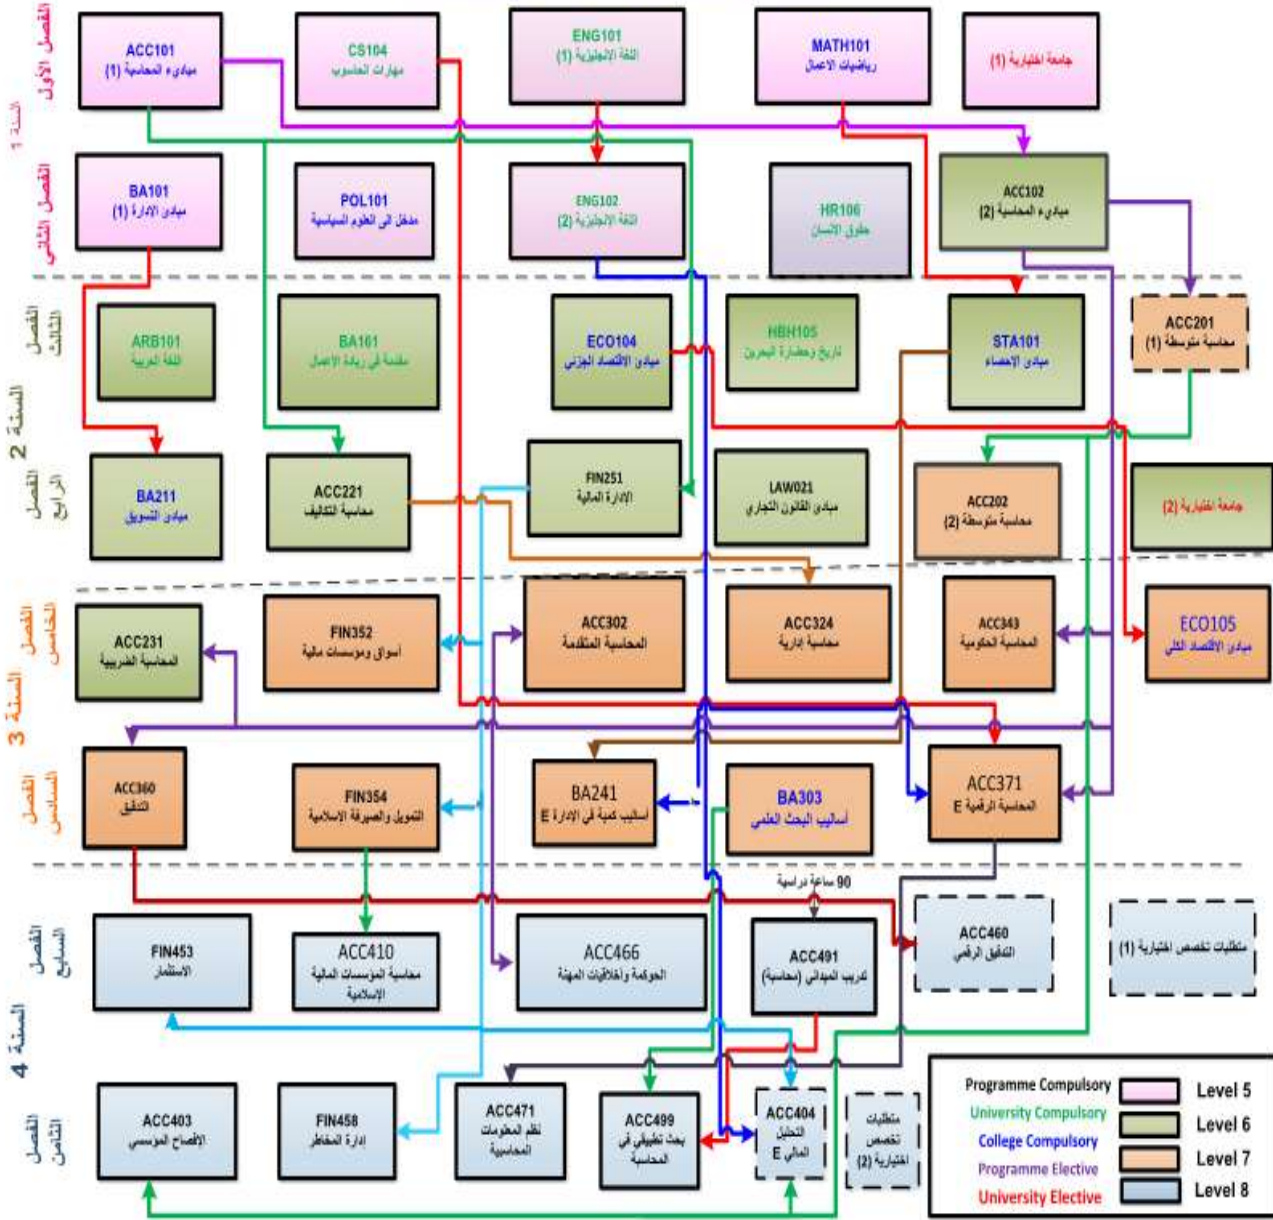 السنة 1
الفصل الأول
ACC101
مبادىء المحاسبة (1)
CS104
مهارات الحاسوب
ENG101
اللغة الإنجليزية (1)
MATH101
رياضيات الاعمال
جامعة اختيارية (1)
الفصل الثاني
BA101
مبادئ الإدارة (1)
POL101
مدخل الى العلوم السياسية
ENG102
اللغة الإنجليزية (2)
HR106
حقوق الانسان
ACC102
مبادىء المحاسبة (2)
السنة 2
الفصل الثالث
ARB101
اللغة العربية
BA161
مقدمة في ريادة الاعمال
ECO104
مبادئ الاقتصاد الجزئي
HBH105
تاريخ وحضارة البحرين
STA101
مبادئ الاحصاء
ACC201
محاسبة متوسطة (1)
الفصل الرابع
BA211
مبادئ التسويق
ACC221
محاسبة التكاليف
FIN251
الإدارة المالية
LAW021
مبادئ القانون التجاري
ACC202
محاسبة متوسطة (2)
جامعة اختيارية (2)
السنة 3
الفصل الخامس
ACC231
المحاسبة الضريبية
FIN352
أسواق ومؤسسات مالية
ACC302
المحاسبة المتقدمة
ACC324
محاسبة إدارية
ACC343
المحاسبة الحكومية
ECO105
مبادئ الاقتصاد الكلي
الفصل السادس
ACC360
التدقيق
FIN354
التمويل والصيرفة الاسلامية
BA241
أساليب كمية في الإدارة E
BA303
أساليب البحث العلمي
ACC371
المحاسبة الرقمية E
السنة 4
الفصل السابع
90 ساعة دراسية
FIN453
الاستثمار
ACC410
محاسبة المؤسسات المالية
الإسلامية
ACC466
الحوكمة وأخلاقيات المهنة
ACC491
تدريب الميداني (محاسبة)
ACC460
التدقيق الرقمي
متطلبات تخصص اختيارية (1)
الفصل الثامن
ACC403
الإفصاح المؤسسي
FIN458
إدارة المخاطر
ACC471
نظم المعلومات
المحاسبية
ACC499
بحث تطبيقي في
المحاسبة
ACC404
التحليل
المالي E
متطلبات
تخصص
اختيارية (2)
Programme Compulsory
University Compulsory
College Compulsory
Programme Elective
University Elective
Level 5
Level 6
Level 7
Level 8